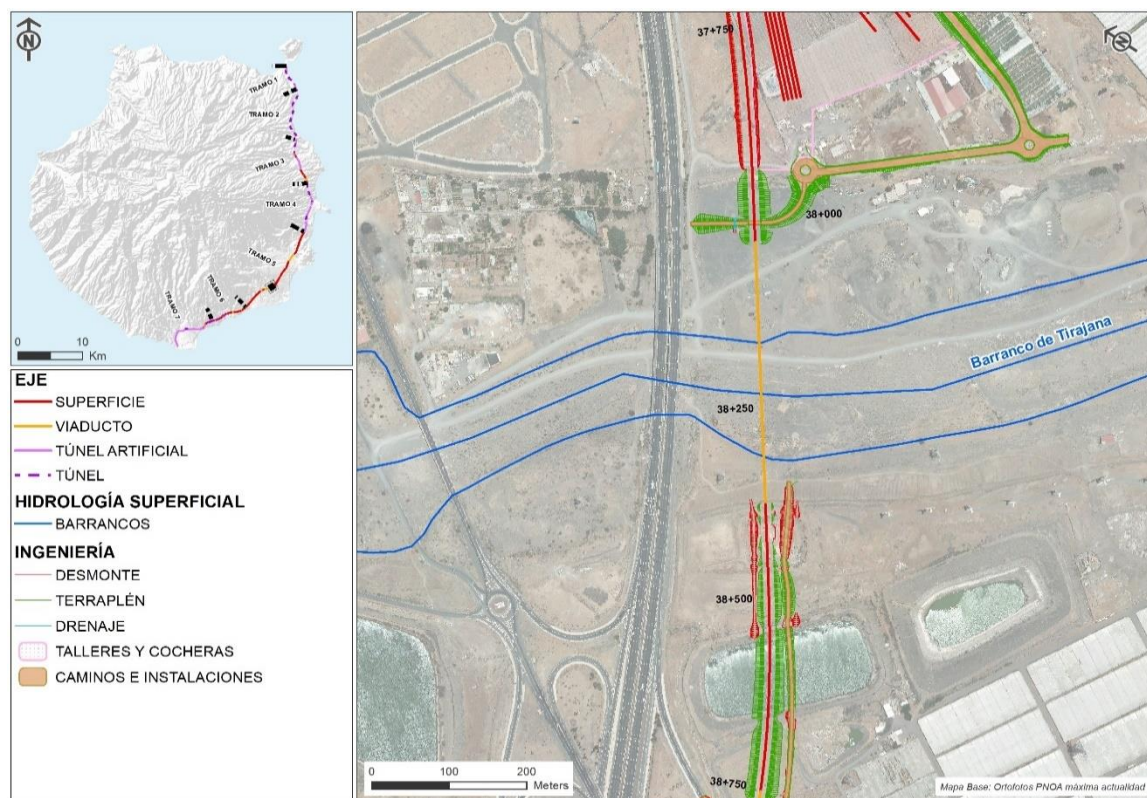 N
TRAMO 1
TRAMO 2
TRAMO 3
TRAMO 4
TRAMO 5
TRAMO 6
TRAMO 7
0 10
Km
EJE
SUPERFICIE
VIADUCTO
TÚNEL ARTIFICIAL
TÚNEL
HIDROLOGÍA SUPERFICIAL
BARRANCOS
INGENIERÍA
DESMONTE
TERRAPLÉN
DRENAJE
TALLERES Y COCHERAS
CAMINOS E INSTALACIONES
37+750
N
38+000
Barranco de Tirajana
38+250
38+500
38+750
0 100 200
Meters
Mapa Base: Ortofotos PNOA máxima actualidad